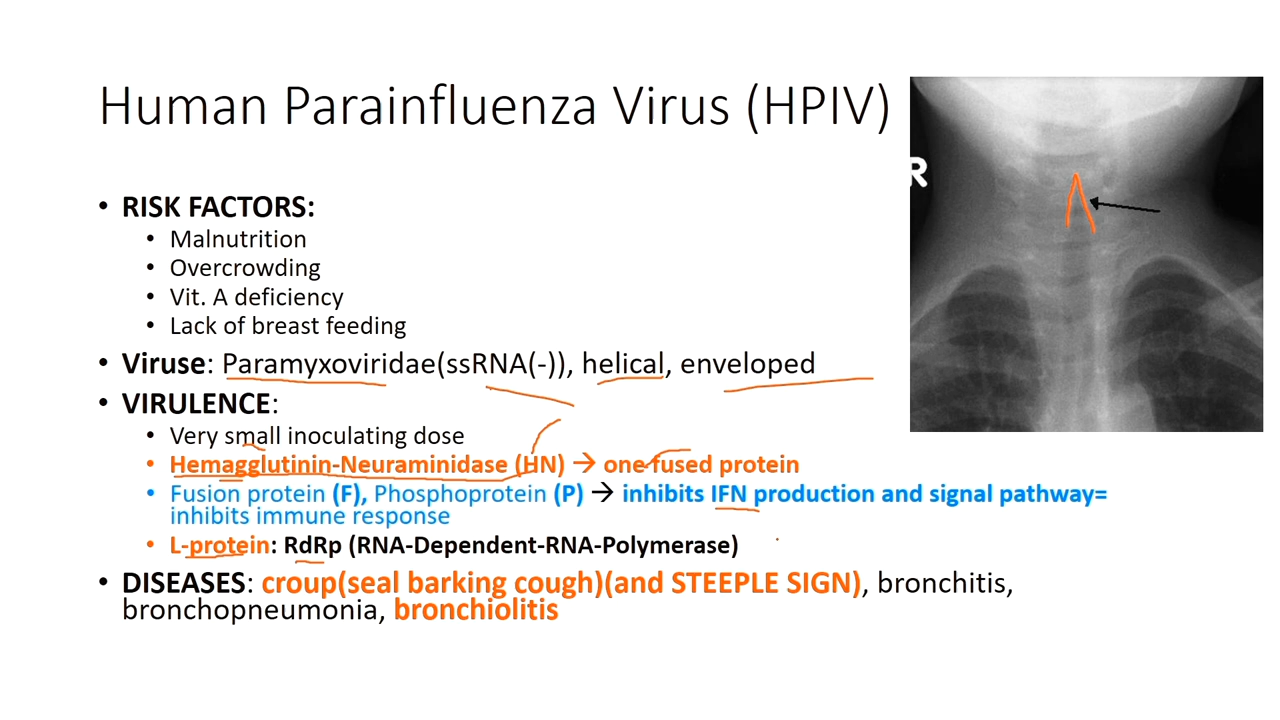 Human Parainfluenza Virus (HPIV)
R
• RISK FACTORS:
• Malnutrition
• Overcrowding
• Vit. A deficiency
• Lack of breast feeding
• Viruse: Paramyxoviridae(ssRNA(-)), helical, enveloped
• VIRULENCE:
• Very small inoculating dose
• Hemagglutinin-Neuraminidase (HN) → one fused protein
• Fusion protein (F), Phosphoprotein (P) → inhibits IFN production and signal pathway=
inhibits immune response
• L-protein: RdRp (RNA-Dependent-RNA-Polymerase)
• DISEASES: croup(seal barking cough)(and STEEPLE SIGN), bronchitis,
bronchopneumonia, bronchiolitis